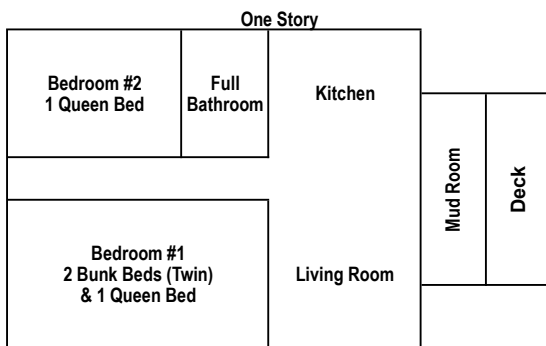 One Story
Bedroom #2
1 Queen Bed
Full
Bathroom
Kitchen
Mud Room
Deck
Bedroom #1
2 Bunk Beds (Twin)
& 1 Queen Bed
Living Room